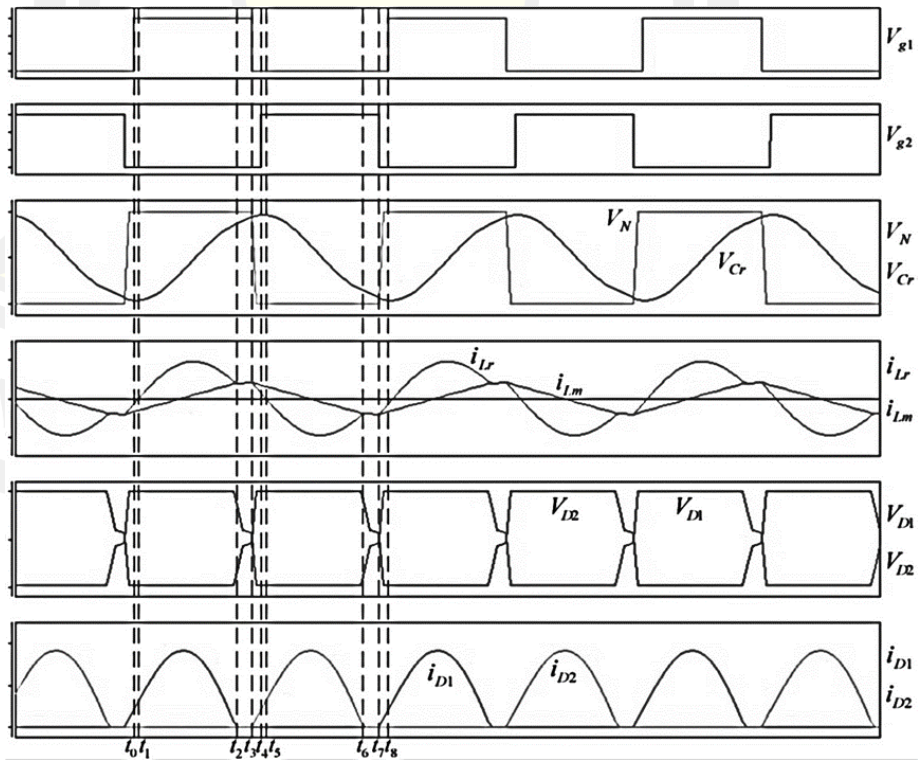 V_g1
V_g2
V_N
V_Cr
V_N
V_Cr
i_Lr
i_Lm
i_Lr
i_Lm
V_D2
V_D1
V_D1
V_D2
i_D1
i_D2
i_D1
i_D2
t_0 t_1 t_2 t_3 t_4 t_5 t_6 t_7 t_8